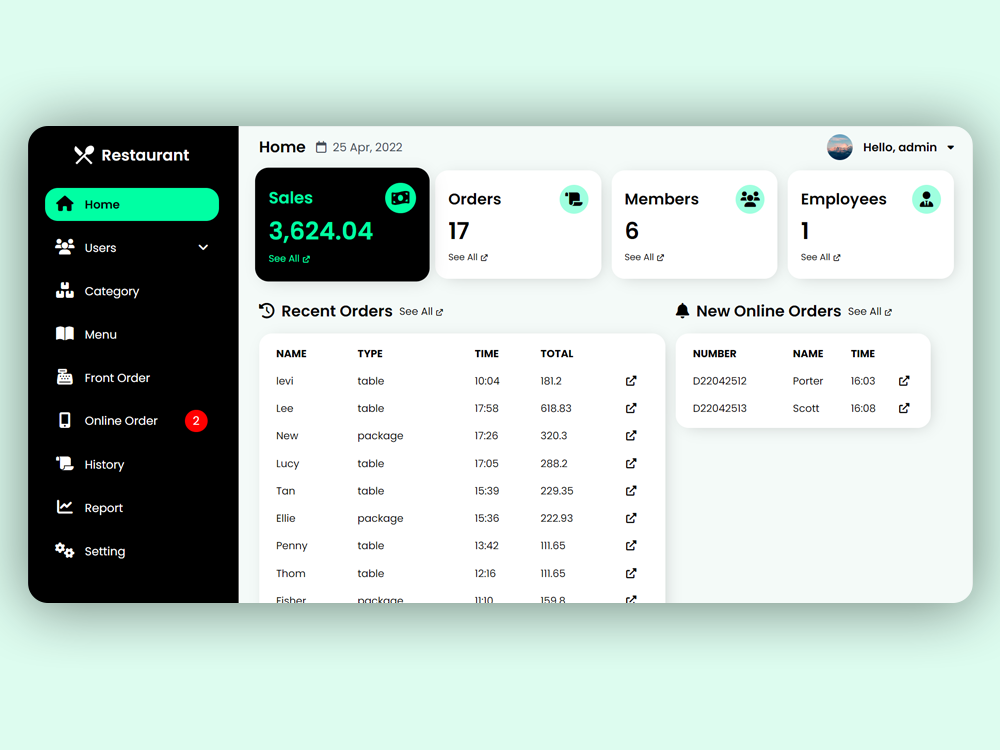 Restaurant
Home
Users
Category
Menu
Front Order
Online Order 2
History
Report
Setting
Home 25 Apr, 2022
Hello, admin
Sales
3,624.04
See All
Orders
17
See All
Members
6
See All
Employees
1
See All
Recent Orders See All
NAME TYPE TIME TOTAL
levi table 10:04 181.2
Lee table 17:58 618.83
New package 17:26 320.3
Lucy table 17:05 288.2
Tan table 15:39 229.35
Ellie package 15:36 222.93
Penny table 13:42 111.65
Thom table 12:16 111.65
Fisher package 11:10 159.8
New Online Orders See All
NUMBER NAME TIME
D22042512 Porter 16:03
D22042513 Scott 16:08